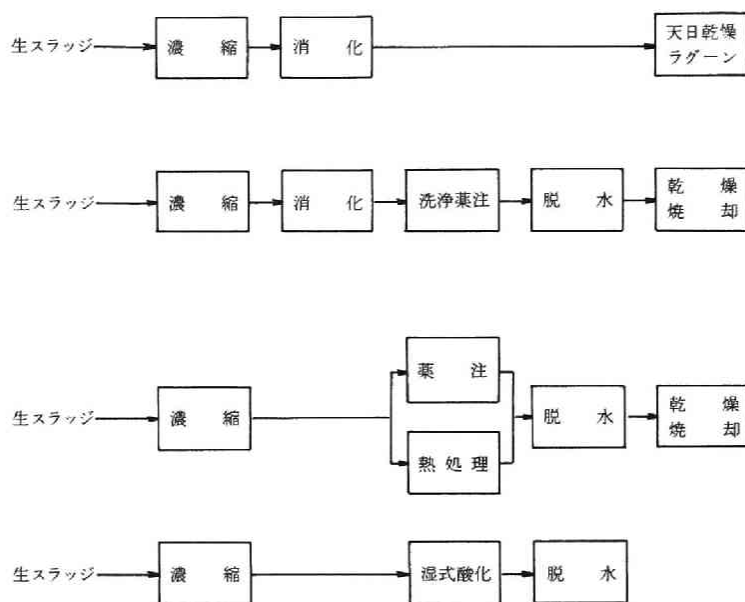 生スラッジ 濃縮 消化 天日乾燥
ラグーン
生スラッジ 濃縮 消化 洗浄薬注 脱水 乾燥
焼却
薬注
生スラッジ 濃縮 脱水 乾燥
焼却
熱処理
生スラッジ 濃縮 湿式酸化 脱水